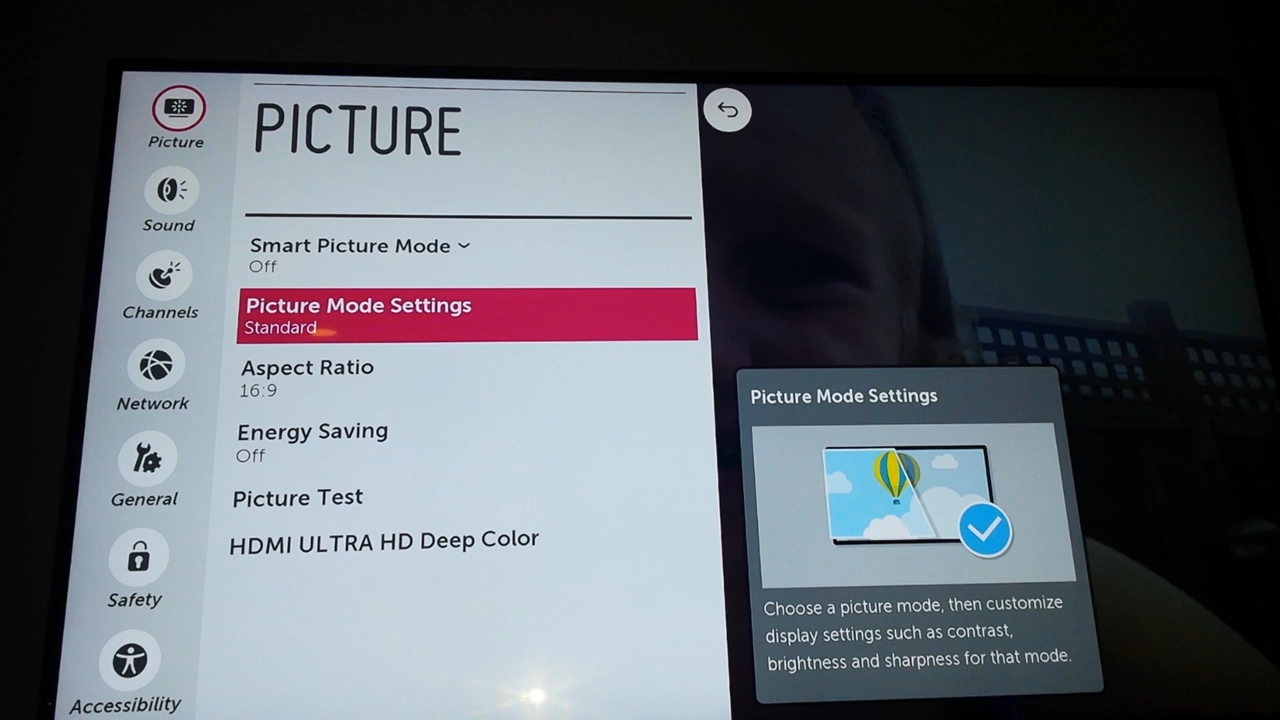 Picture
Sound
Channels
Network
General
Safety
Accessibility
PICTURE
Smart Picture Mode
Off
Picture Mode Settings
Standard
Aspect Ratio
16:9
Energy Saving
Off
Picture Test
HDMI ULTRA HD Deep Color
Picture Mode Settings
Choose a picture mode, then customize
display settings such as contrast,
brightness and sharpness for that mode.